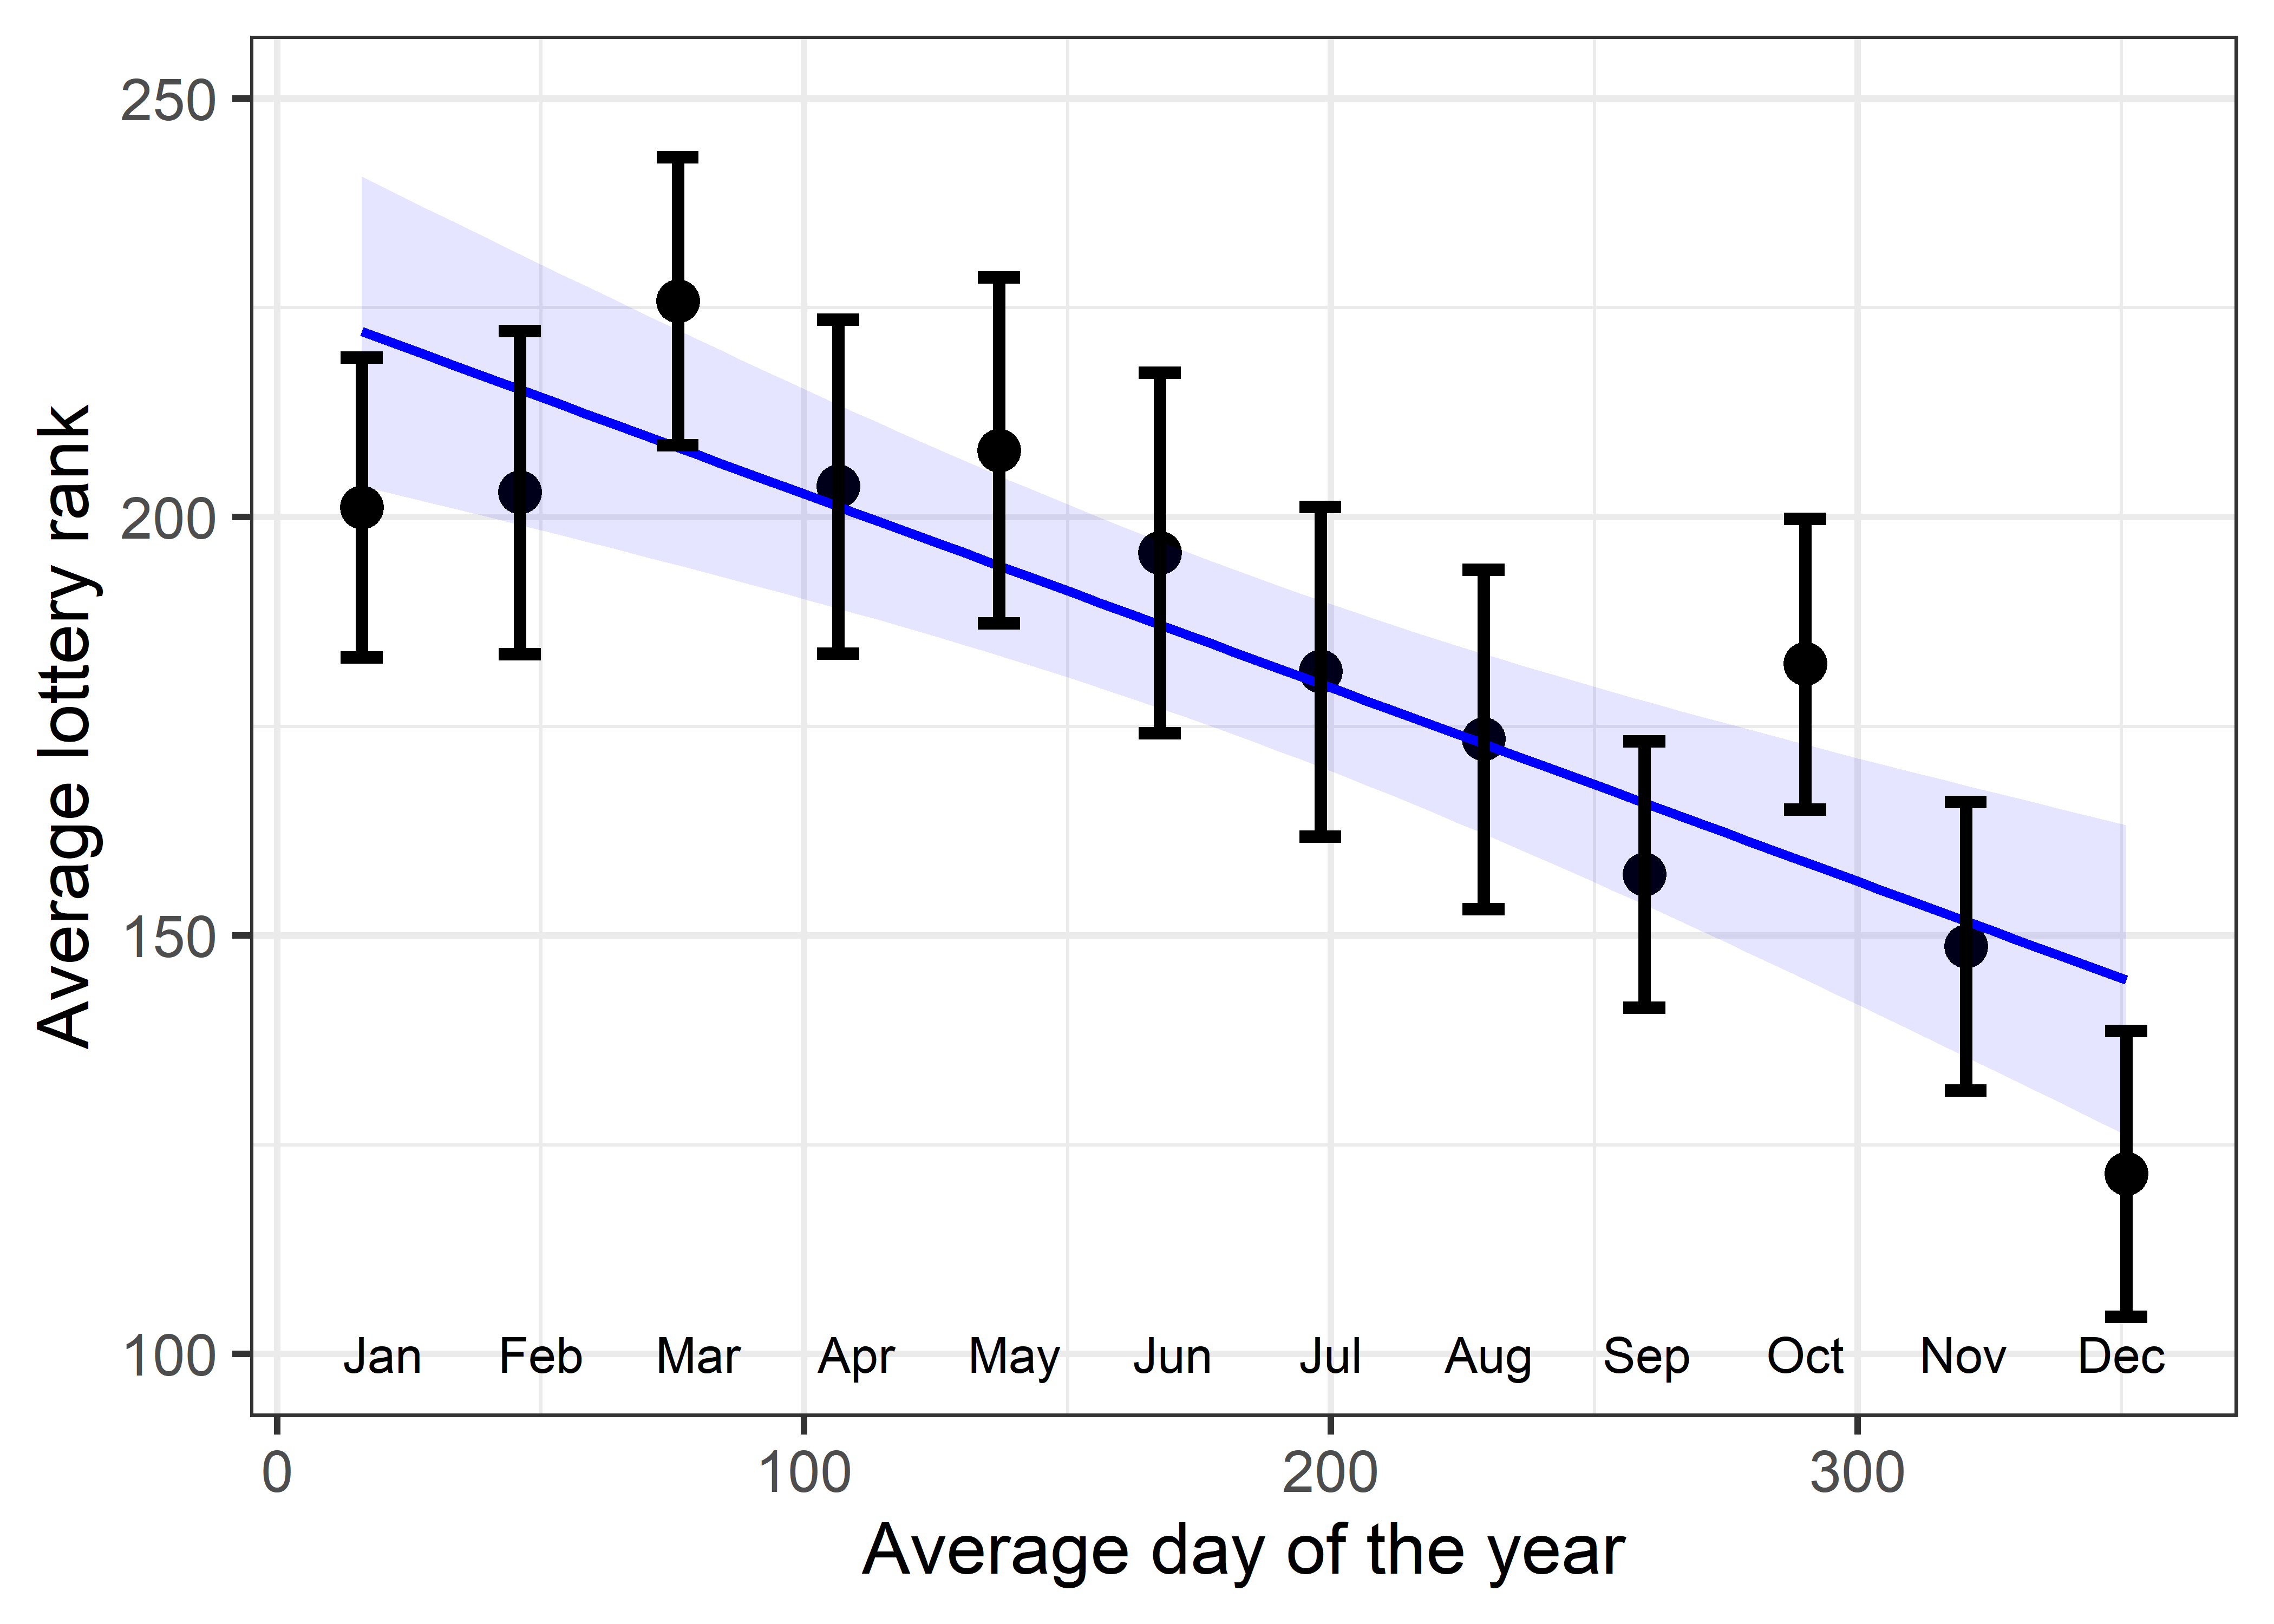 Average lottery rank
250
200
150
100
Jan Feb Mar Apr May Jun Jul Aug Sep Oct Nov Dec
0 100 200 300
Average day of the year